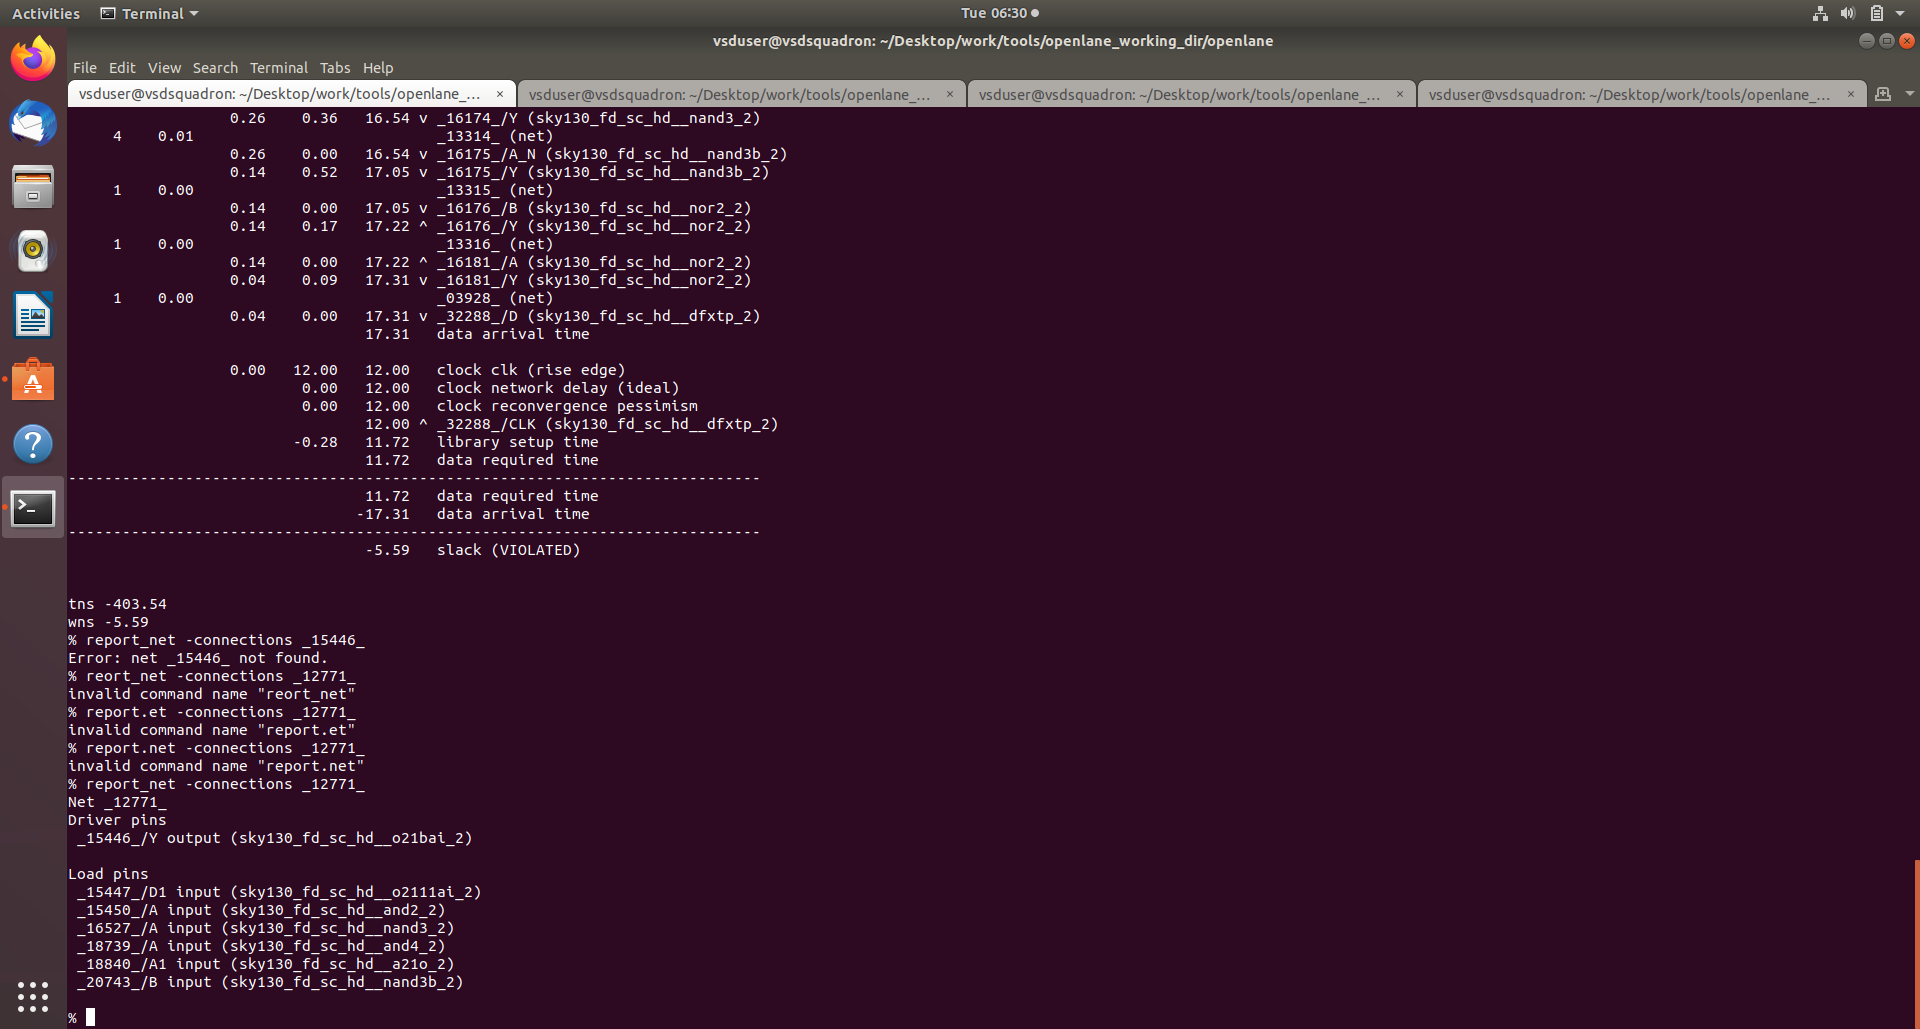 Activities Terminal Tue 06:30
vsduser@vsdsquadron: ~/Desktop/work/tools/openlane_working_dir/openlane
File Edit View Search Terminal Tabs Help
vsduser@vsdsquadron: ~/Desktop/work/tools/openlane_... × vsduser@vsdsquadron: ~/Desktop/work/tools/openlane_... × vsduser@vsdsquadron: ~/Desktop/work/tools/openlane_... × vsduser@vsdsquadron: ~/Desktop/work/tools/openlane_... ×
0.26 0.36 16.54 v _16174_/Y (sky130_fd_sc_hd__nand3_2)
4 0.01 _13314_ (net)
0.26 0.00 16.54 v _16175_/A_N (sky130_fd_sc_hd__nand3b_2)
0.14 0.52 17.05 v _16175_/Y (sky130_fd_sc_hd__nand3b_2)
1 0.00 _13315_ (net)
0.14 0.00 17.05 v _16176_/B (sky130_fd_sc_hd__nor2_2)
0.14 0.17 17.22 ^ _16176_/Y (sky130_fd_sc_hd__nor2_2)
1 0.00 _13316_ (net)
0.14 0.00 17.22 ^ _16181_/A (sky130_fd_sc_hd__nor2_2)
0.04 0.09 17.31 v _16181_/Y (sky130_fd_sc_hd__nor2_2)
1 0.00 _03928_ (net)
0.04 0.00 17.31 v _32288_/D (sky130_fd_sc_hd__dfxtp_2)
17.31 data arrival time
0.00 12.00 12.00 clock clk (rise edge)
0.00 12.00 clock network delay (ideal)
0.00 12.00 clock reconvergence pessimism
12.00 ^ _32288_/CLK (sky130_fd_sc_hd__dfxtp_2)
-0.28 11.72 library setup time
11.72 data required time
-----------------------------------------------------------------------------
11.72 data required time
-17.31 data arrival time
-----------------------------------------------------------------------------
-5.59 slack (VIOLATED)
tns -403.54
wns -5.59
% report_net -connections _15446_
Error: net _15446_ not found.
% reort_net -connections _12771_
invalid command name "reort_net"
% report.et -connections _12771_
invalid command name "report.et"
% report.net -connections _12771_
invalid command name "report.net"
% report_net -connections _12771_
Net _12771_
Driver pins
_15446_/Y output (sky130_fd_sc_hd__o21bai_2)
Load pins
_15447_/D1 input (sky130_fd_sc_hd__o2111ai_2)
_15450_/A input (sky130_fd_sc_hd__and2_2)
_16527_/A input (sky130_fd_sc_hd__nand3_2)
_18739_/A input (sky130_fd_sc_hd__and4_2)
_18840_/A1 input (sky130_fd_sc_hd__a21o_2)
_20743_/B input (sky130_fd_sc_hd__nand3b_2)
%